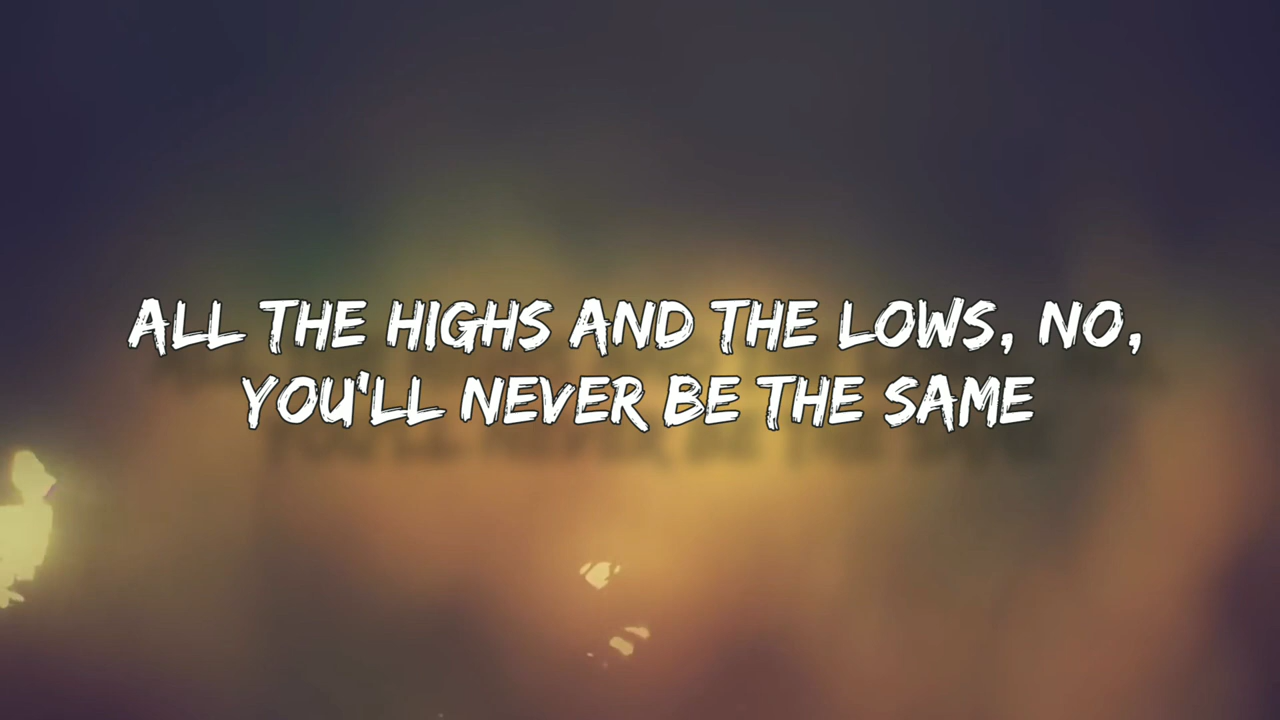 ALL THE HIGHS AND THE LOWS, NO,
YOU'LL NEVER BE THE SAME